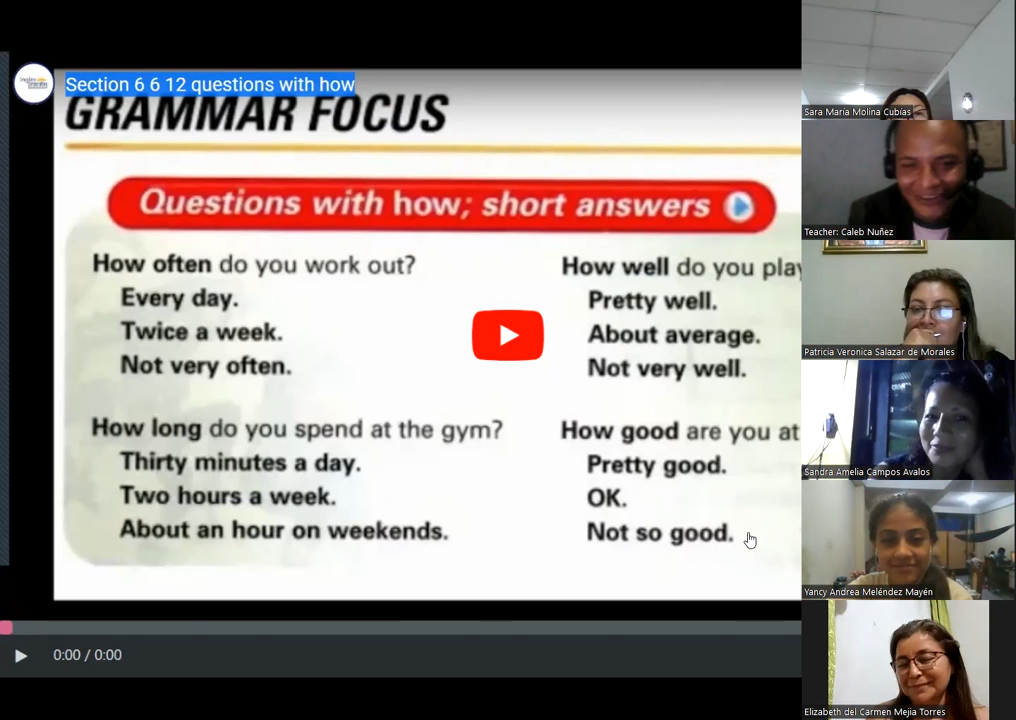 Section 6 6 12 questions with how
GRAMMAR FOCUS
Questions with how; short answers
How often do you work out?
Every day.
Twice a week.
Not very often.
How long do you spend at the gym?
Thirty minutes a day.
Two hours a week.
About an hour on weekends.
How well do you play
Pretty well.
About average.
Not very well.
How good are you at
Pretty good.
OK.
Not so good.
0:00 / 0:00
Sara María Molina Cubías
Teacher: Caleb Nuñez
Patricia Veronica Salazar de Morales
Sandra Amelia Campos Avalos
Yancy Andrea Meléndez Mayén
Elizabeth del Carmen Mejia Torres